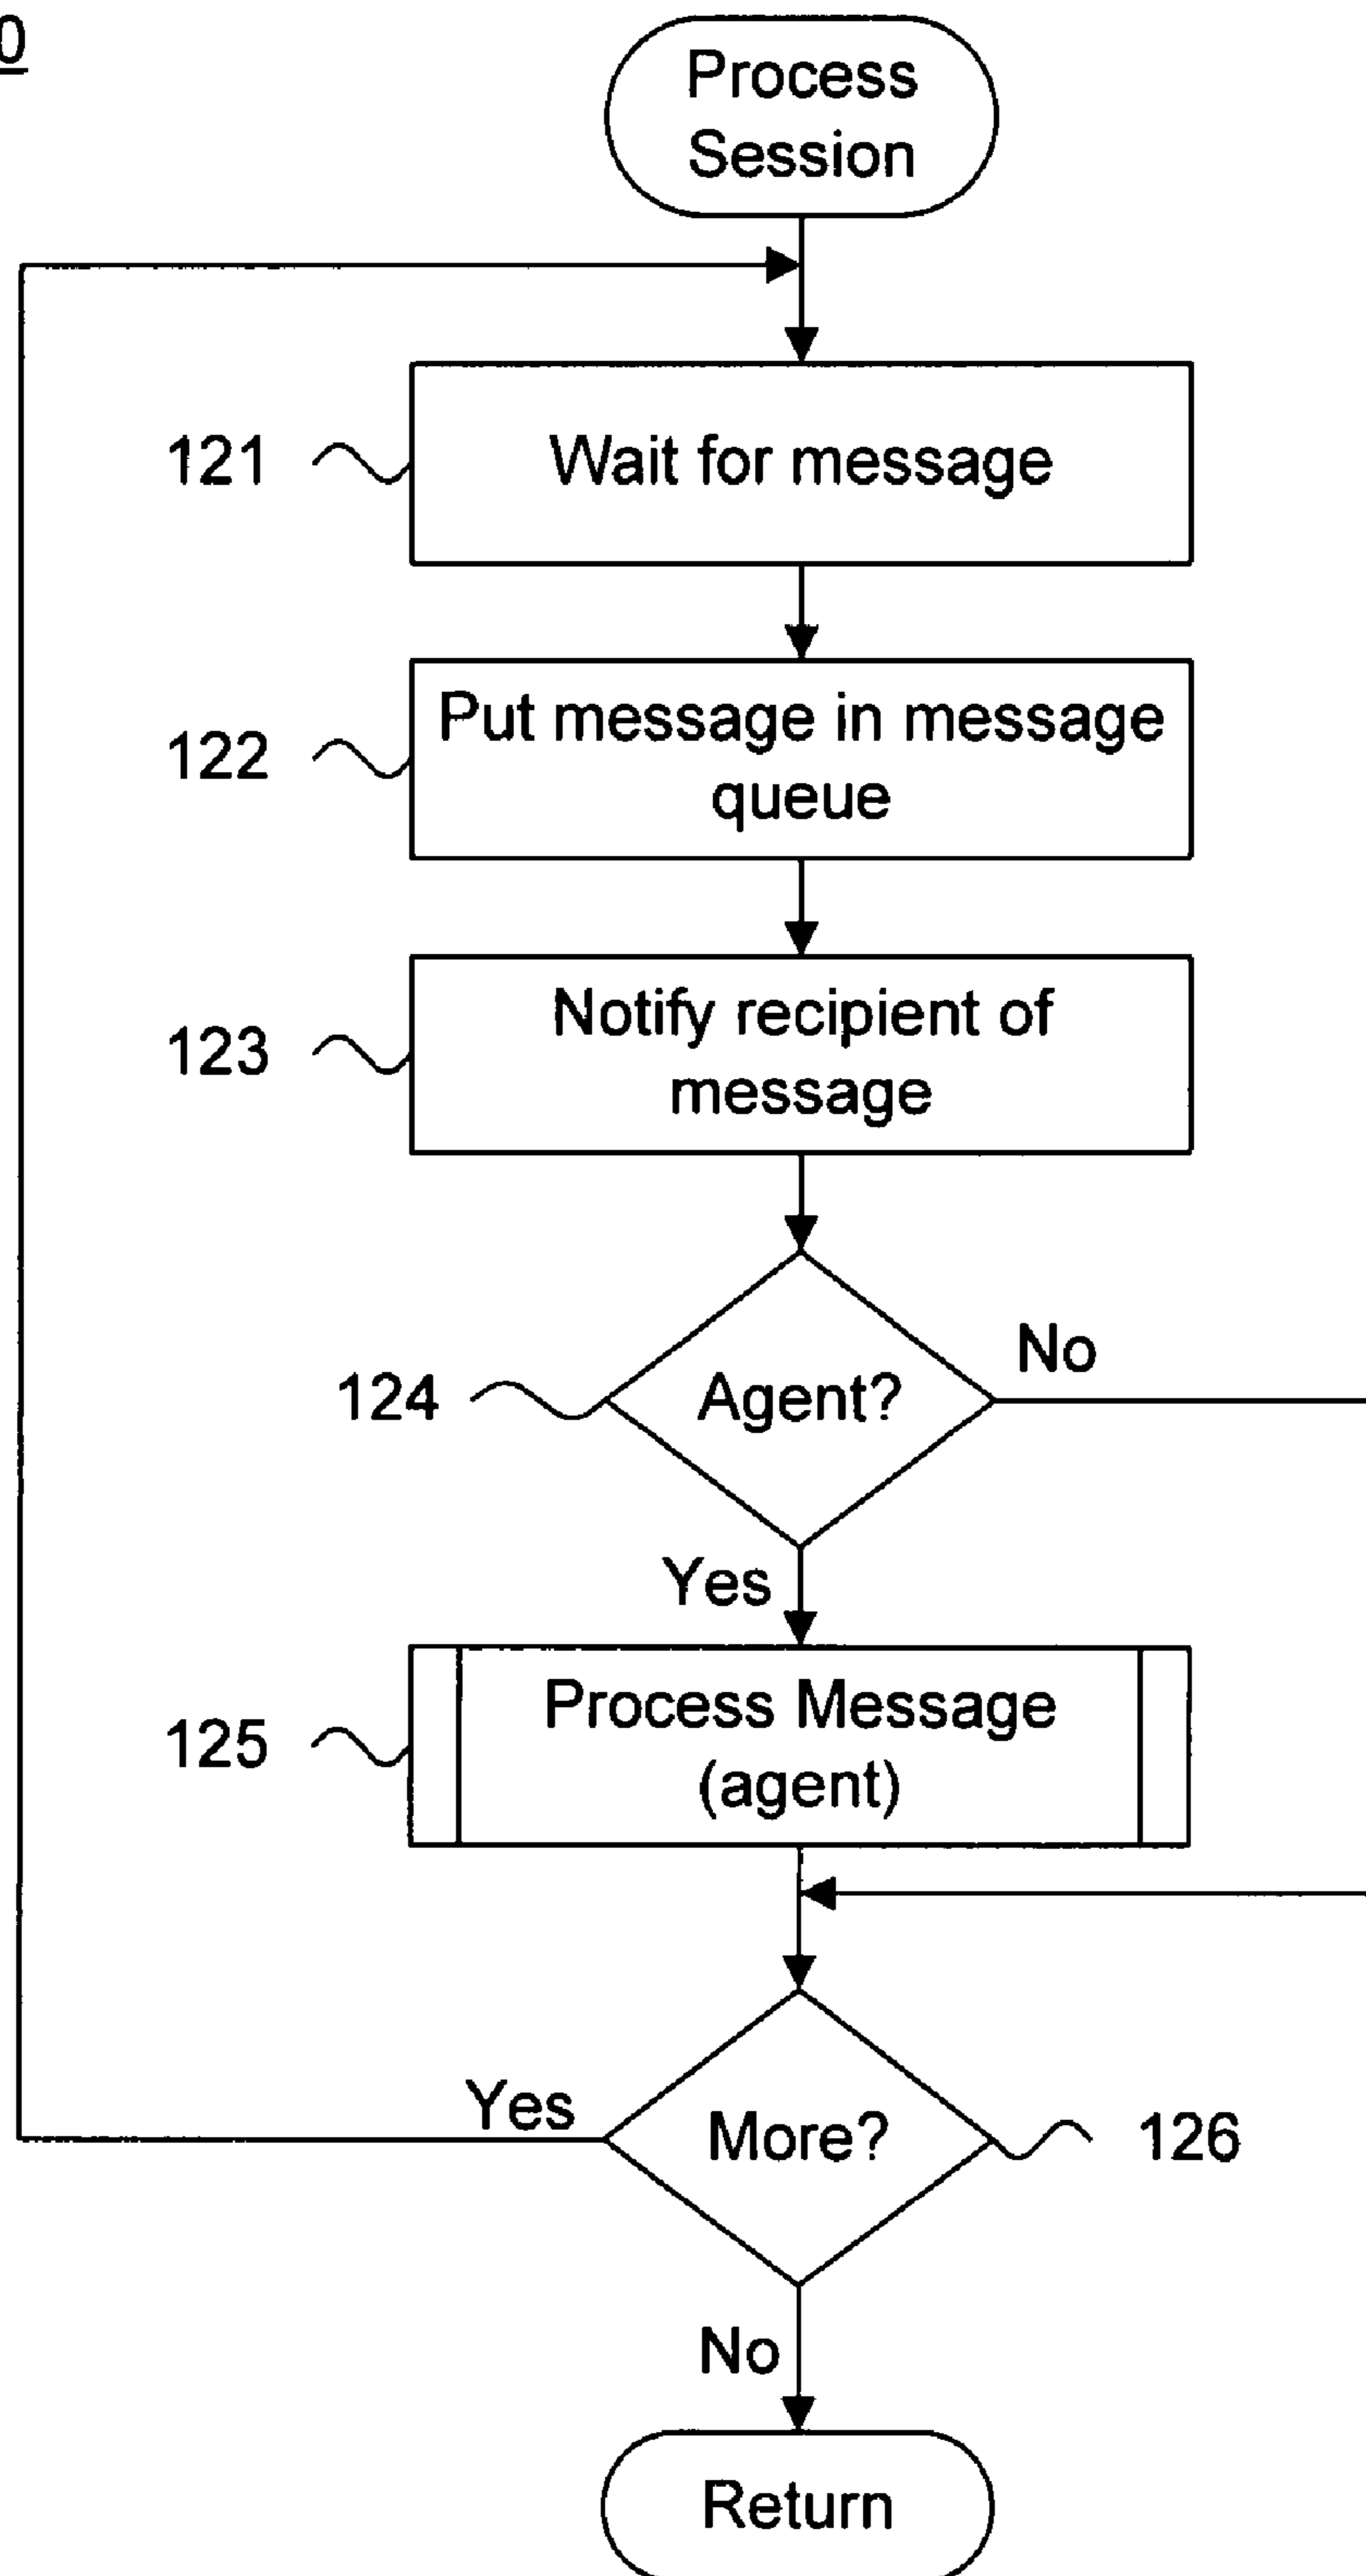 0
Process
Session
121
Wait for message
122
Put message in message
queue
123
Notify recipient of
message
124
Agent?
No
Yes
125
Process Message
(agent)
Yes
More?
126
No
Return